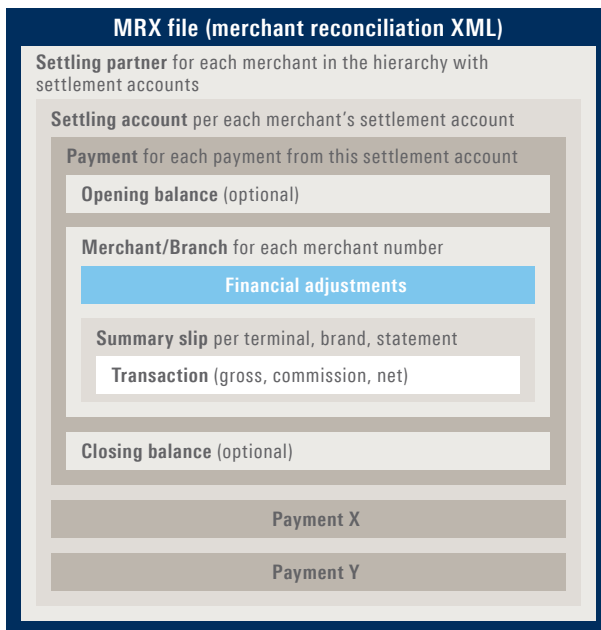 MRX file (merchant reconciliation XML)
Settling partner for each merchant in the hierarchy with
settlement accounts
Settling account per each merchant’s settlement account
Payment for each payment from this settlement account
Opening balance (optional)
Merchant/Branch for each merchant number
Financial adjustments
Summary slip per terminal, brand, statement
Transaction (gross, commission, net)
Closing balance (optional)
Payment X
Payment Y